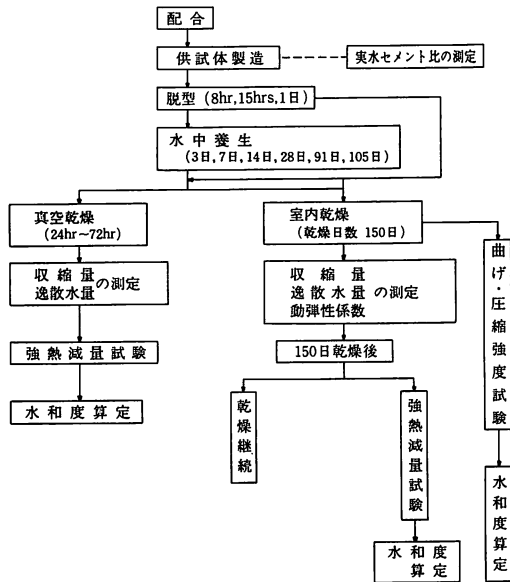 配合
供試体製造
実水セメント比の測定
脱型(8hr,15hrs,1日)
水中養生
(3日,7日,14日,28日,91日,105日)
真空乾燥
(24hr~72hr)
収縮量
逸散水量
の測定
強熱減量試験
水和度算定
室内乾燥
(乾燥日数 150日)
収縮量
逸散水量
動弾性係数
の測定
150日乾燥後
乾燥継続
強熱減量試験
水和度
算定
曲げ・圧縮強度試験
水和度算定